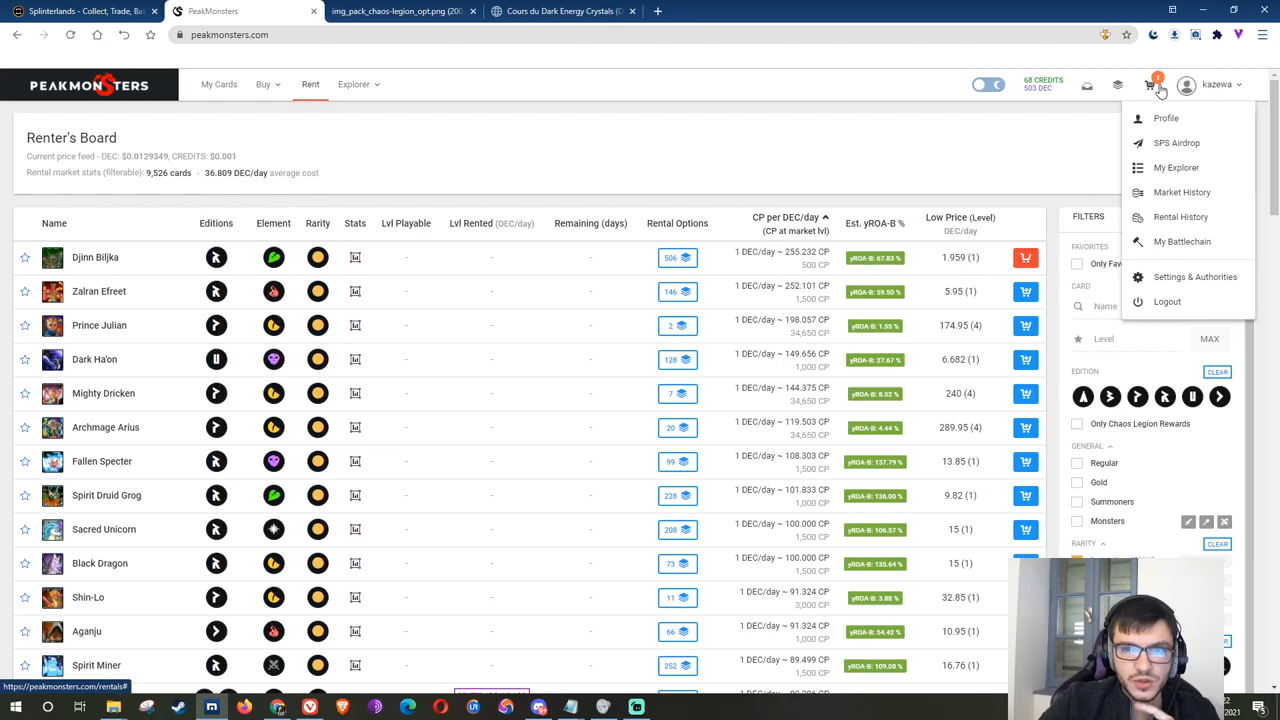 Splinterlands - Collect, Trade, Bat
PeakMonsters
img_pack_chaos-legion_opt.png (200
Cours du Dark Energy Crystals (D
peakmonsters.com
PEAKMONSTERS
My Cards
Buy
Rent
Explorer
68 CREDITS
503 DEC
1
kazewa
Profile
SPS Airdrop
My Explorer
Market History
Rental History
My Battlechain
Settings & Authorities
Logout
Renter's Board
Current price feed - DEC: $0.0129349, CREDITS: $0.001
Rental market stats (filterable): 9,526 cards - 36.809 DEC/day average cost
Name Editions Element Rarity Stats Lvl Playable Lvl Rented (DEC/day) Remaining (days) Rental Options CP per DEC/day (CP at market lvl) Est. yROA-B % Low Price (Level) DEC/day
Djinn Biljka - - - 506 1 DEC/day ~ 255.232 CP 500 CP yROA-B: 67.83 % 1.959 (1)
Zalran Efreet - - - 146 1 DEC/day ~ 252.101 CP 1,500 CP yROA-B: 59.50 % 5.95 (1)
Prince Julian - - - 2 1 DEC/day ~ 198.057 CP 34,650 CP yROA-B: 1.55 % 174.95 (4)
Dark Ha'on - - - 128 1 DEC/day ~ 149.656 CP 1,000 CP yROA-B: 27.67 % 6.682 (1)
Mighty Dricken - - - 7 1 DEC/day ~ 144.375 CP 34,650 CP yROA-B: 8.52 % 240 (4)
Archmage Arius - - - 20 1 DEC/day ~ 119.503 CP 34,650 CP yROA-B: 4.44 % 289.95 (4)
Fallen Specter - - - 99 1 DEC/day ~ 108.303 CP 1,500 CP yROA-B: 137.79 % 13.85 (1)
Spirit Druid Grog - - - 228 1 DEC/day ~ 101.833 CP 1,000 CP yROA-B: 136.00 % 9.82 (1)
Sacred Unicorn - - - 208 1 DEC/day ~ 100.000 CP 1,500 CP yROA-B: 106.57 % 15 (1)
Black Dragon - - - 73 1 DEC/day ~ 100.000 CP 1,500 CP yROA-B: 135.64 % 15 (1)
Shin-Lo - - - 11 1 DEC/day ~ 91.324 CP 3,000 CP yROA-B: 3.88 % 32.85 (1)
Aganju - - - 66 1 DEC/day ~ 91.324 CP 1,000 CP yROA-B: 54.42 % 10.95 (1)
Spirit Miner - - - 252 1 DEC/day ~ 89.499 CP 1,500 CP yROA-B: 109.08 % 16.76 (1)
FILTERS
FAVORITES
Only Fav
CARD
Name
Level
MAX
EDITION
CLEAR
Only Chaos Legion Rewards
GENERAL
Regular
Gold
Summoners
Monsters
RARITY
CLEAR
https://peakmonsters.com/rentals#
2021
5